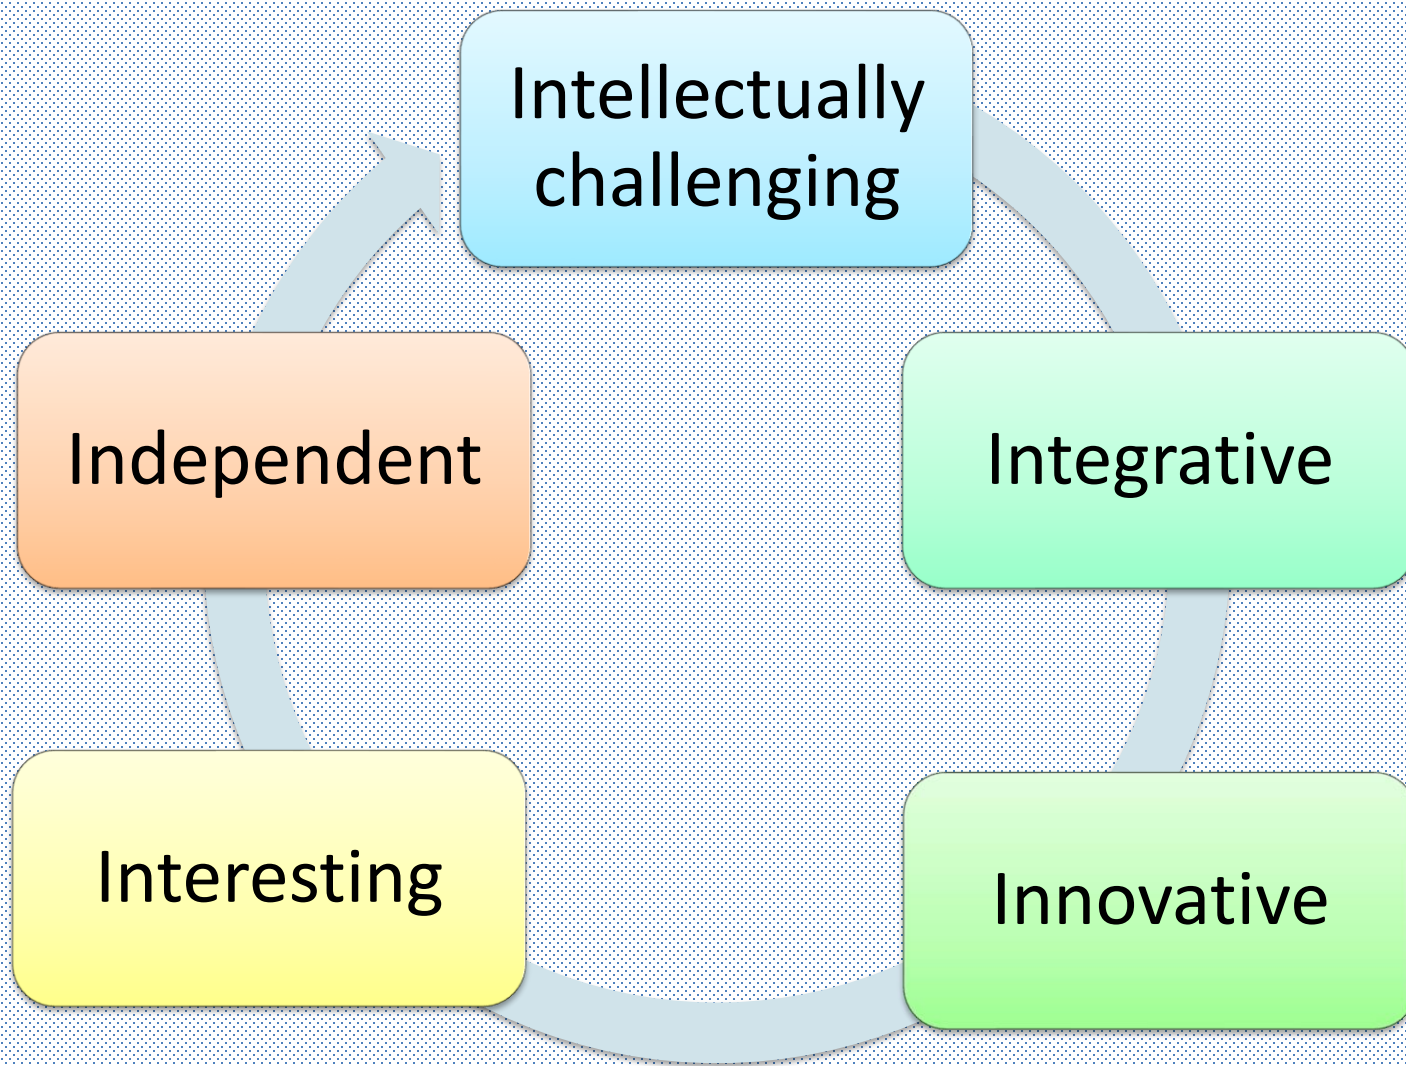 Intellectually
challenging
Integrative
Innovative
Interesting
Independent